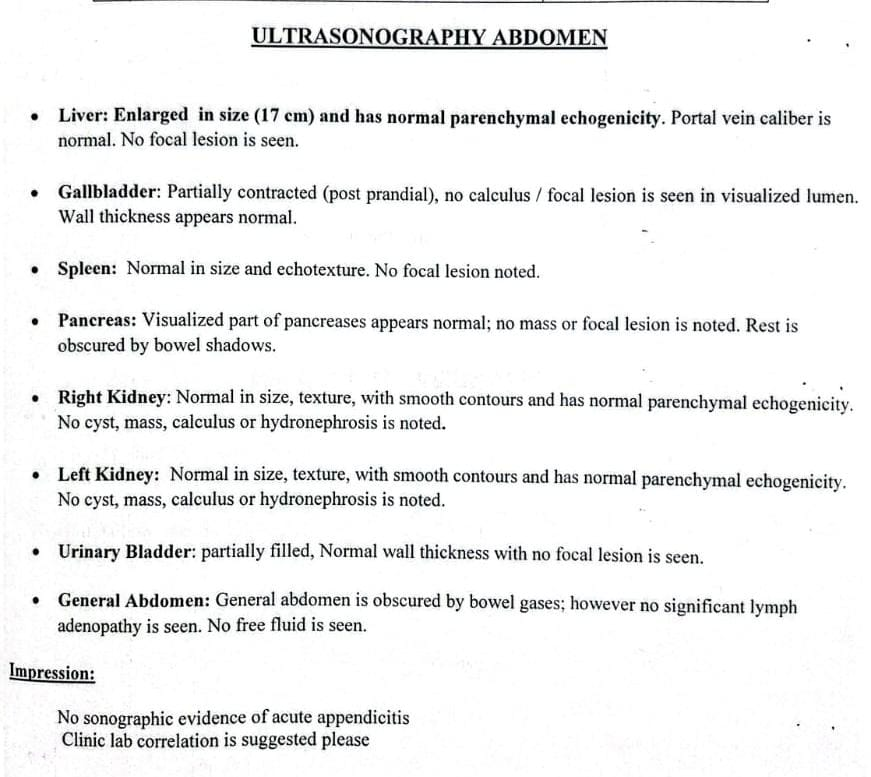 ULTRASONOGRAPHY ABDOMEN
• Liver: Enlarged in size (17 cm) and has normal parenchymal echogenicity. Portal vein caliber is
normal. No focal lesion is seen.
• Gallbladder: Partially contracted (post prandial), no calculus / focal lesion is seen in visualized lumen.
Wall thickness appears normal.
• Spleen: Normal in size and echotexture. No focal lesion noted.
• Pancreas: Visualized part of pancreases appears normal; no mass or focal lesion is noted. Rest is
obscured by bowel shadows.
• Right Kidney: Normal in size, texture, with smooth contours and has normal parenchymal echogenicity.
No cyst, mass, calculus or hydronephrosis is noted.
• Left Kidney: Normal in size, texture, with smooth contours and has normal parenchymal echogenicity.
No cyst, mass, calculus or hydronephrosis is noted.
• Urinary Bladder: partially filled, Normal wall thickness with no focal lesion is seen.
• General Abdomen: General abdomen is obscured by bowel gases; however no significant lymph
adenopathy is seen. No free fluid is seen.
Impression:
No sonographic evidence of acute appendicitis
Clinic lab correlation is suggested please